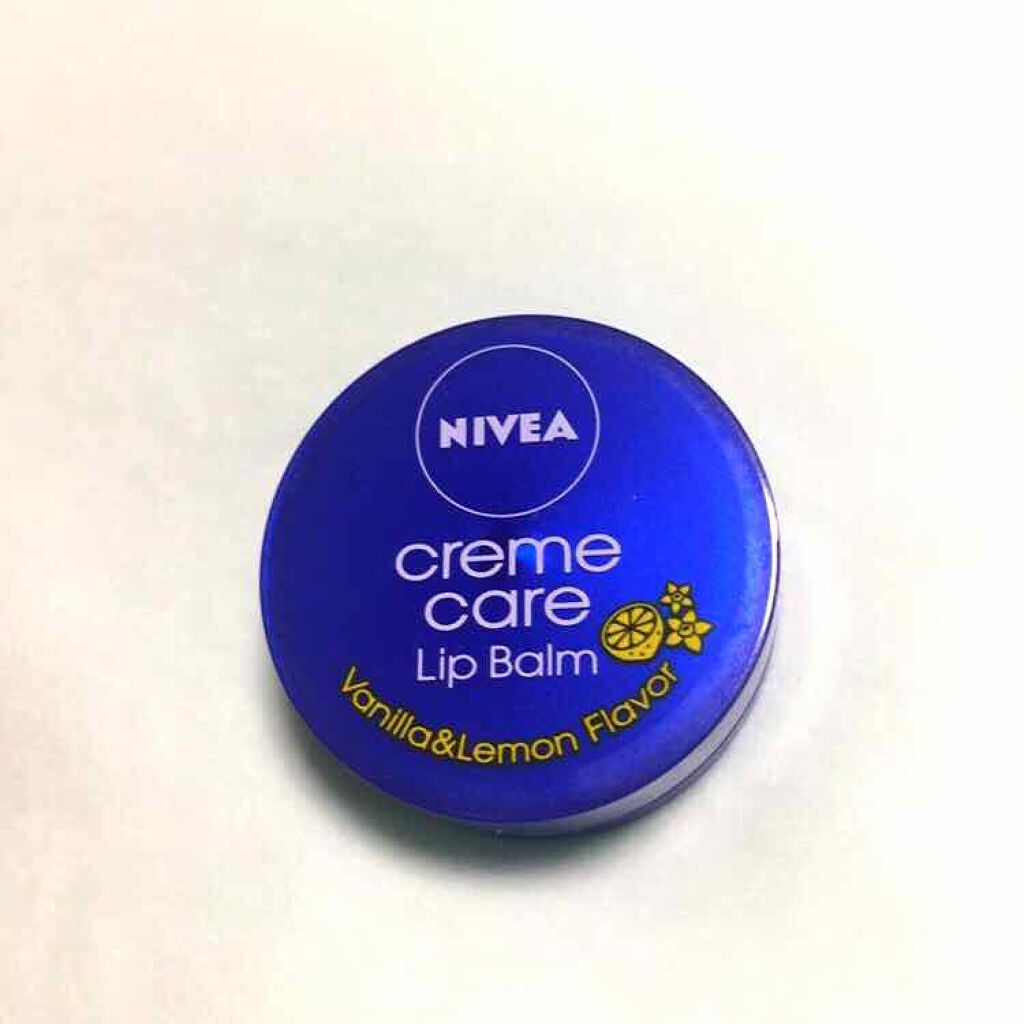 NIVEA
creme
care
Lip Balm
Vanilla&Lemon Flavor